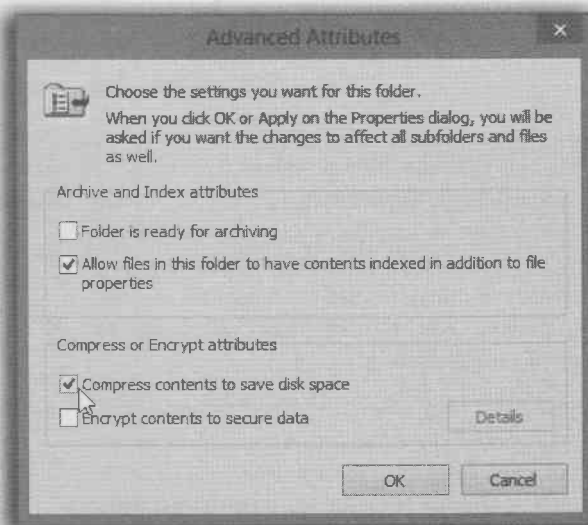 Advanced Attributes
Choose the settings you want for this folder.
When you click OK or Apply on the Properties dialog, you will be
asked if you want the changes to affect all subfolders and files
as well.
Archive and Index attributes
Folder is ready for archiving
Allow files in this folder to have contents indexed in addition to file
properties
Compress or Encrypt attributes
Compress contents to save disk space
Encrypt contents to secure data
Details
OK
Cancel